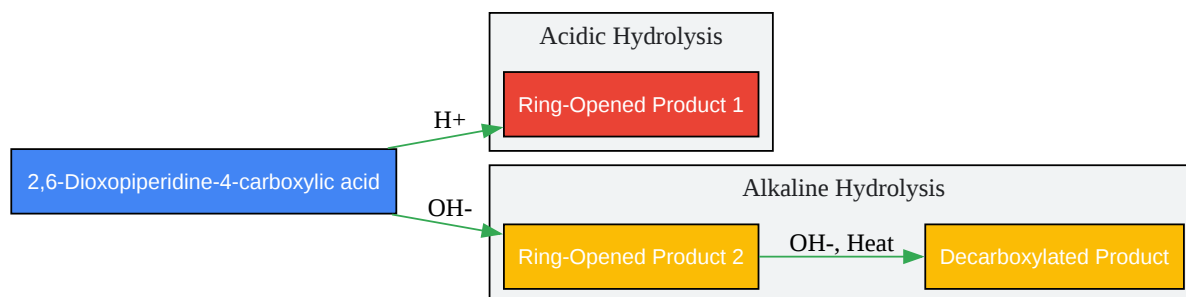 Acidic Hydrolysis
Ring-Opened Product 1
H+
2,6-Dioxopiperidine-4-carboxylic acid
OH-
Alkaline Hydrolysis
Ring-Opened Product 2
OH-, Heat
Decarboxylated Product